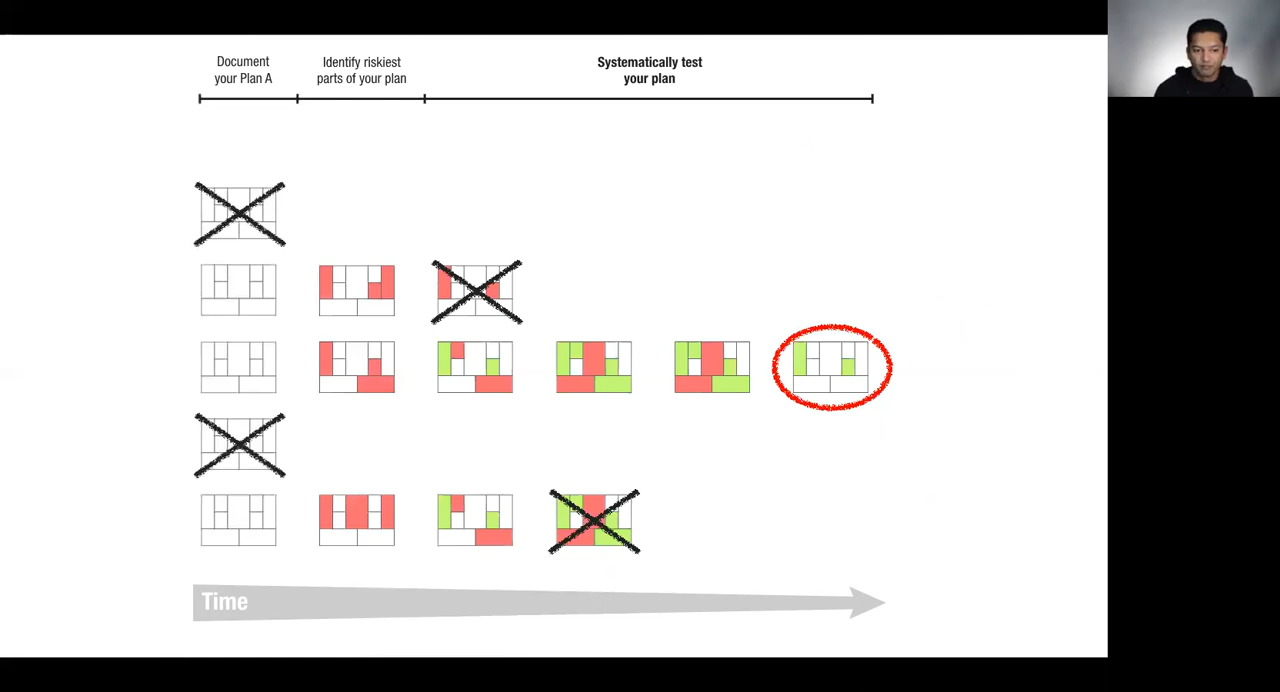 Document
your Plan A
Identify riskiest
parts of your plan
Systematically test
your plan
Time